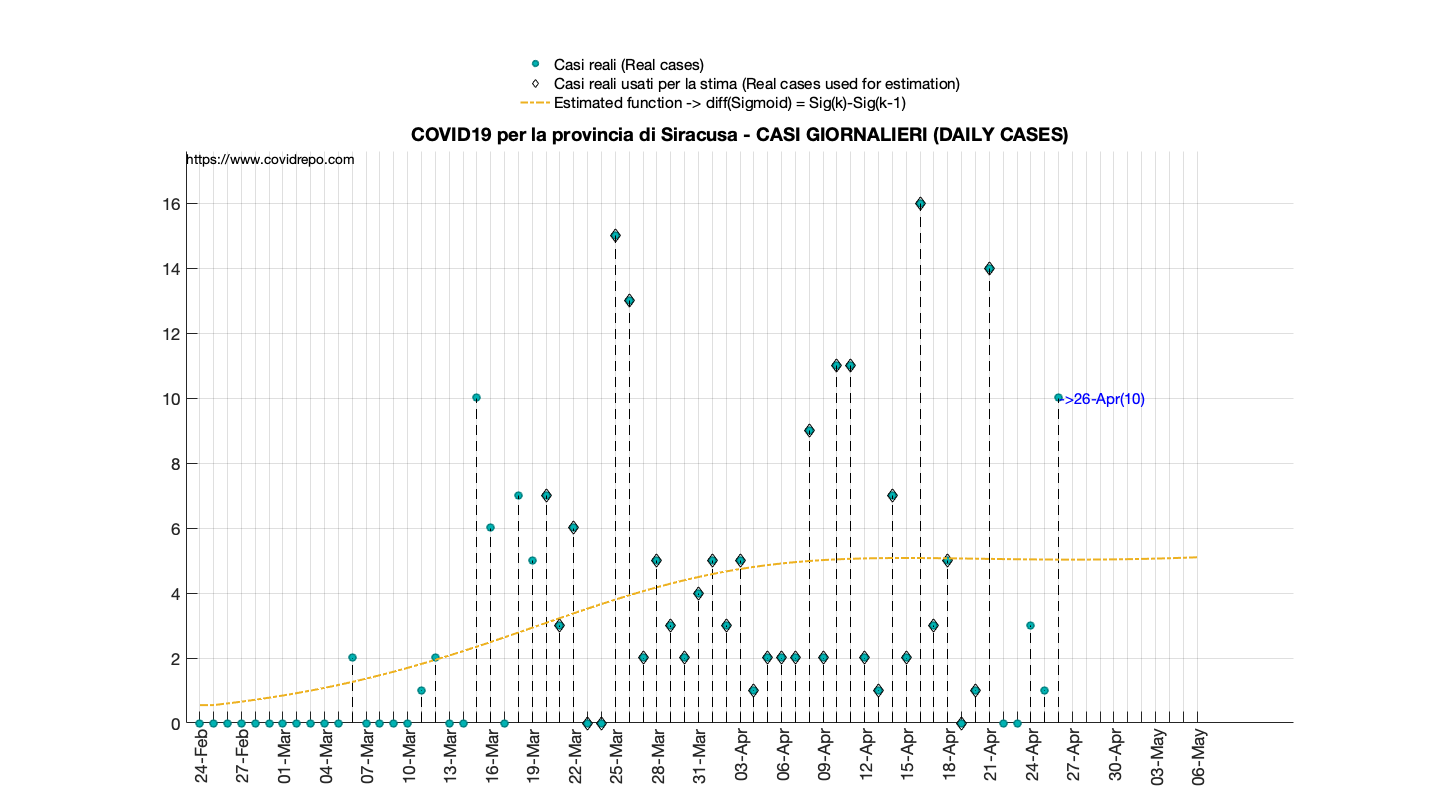 Casi reali (Real cases)
Casi reali usati per la stima (Real cases used for estimation)
Estimated function -> diff(Sigmoid) = Sig(k)-Sig(k-1)
COVID19 per la provincia di Siracusa - CASI GIORNALIERI (DAILY CASES)
https://www.covidrepo.com
16
14
12
10
8
6
4
2
0
->26-Apr(10)
24-Feb
27-Feb
01-Mar
04-Mar
07-Mar
10-Mar
13-Mar
16-Mar
19-Mar
22-Mar
25-Mar
28-Mar
31-Mar
03-Apr
06-Apr
09-Apr
12-Apr
15-Apr
18-Apr
21-Apr
24-Apr
27-Apr
30-Apr
03-May
06-May